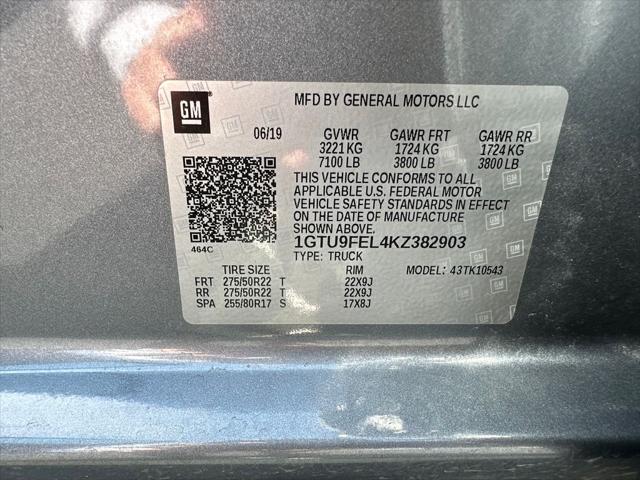 GM
MFD BY GENERAL MOTORS LLC
06/19 GVWR GAWR FRT GAWR RR
3221 KG 1724 KG 1724 KG
7100 LB 3800 LB 3800 LB
THIS VEHICLE CONFORMS TO ALL
APPLICABLE U.S. FEDERAL MOTOR
VEHICLE SAFETY STANDARDS IN EFFECT
ON THE DATE OF MANUFACTURE
SHOWN ABOVE.
464C
1GTU9FEL4KZ382903
TYPE: TRUCK
TIRE SIZE RIM MODEL: 43TK10543
FRT 275/50R22 T 22X9J
RR 275/50R22 T 22X9J
SPA 255/80R17 S 17X8J